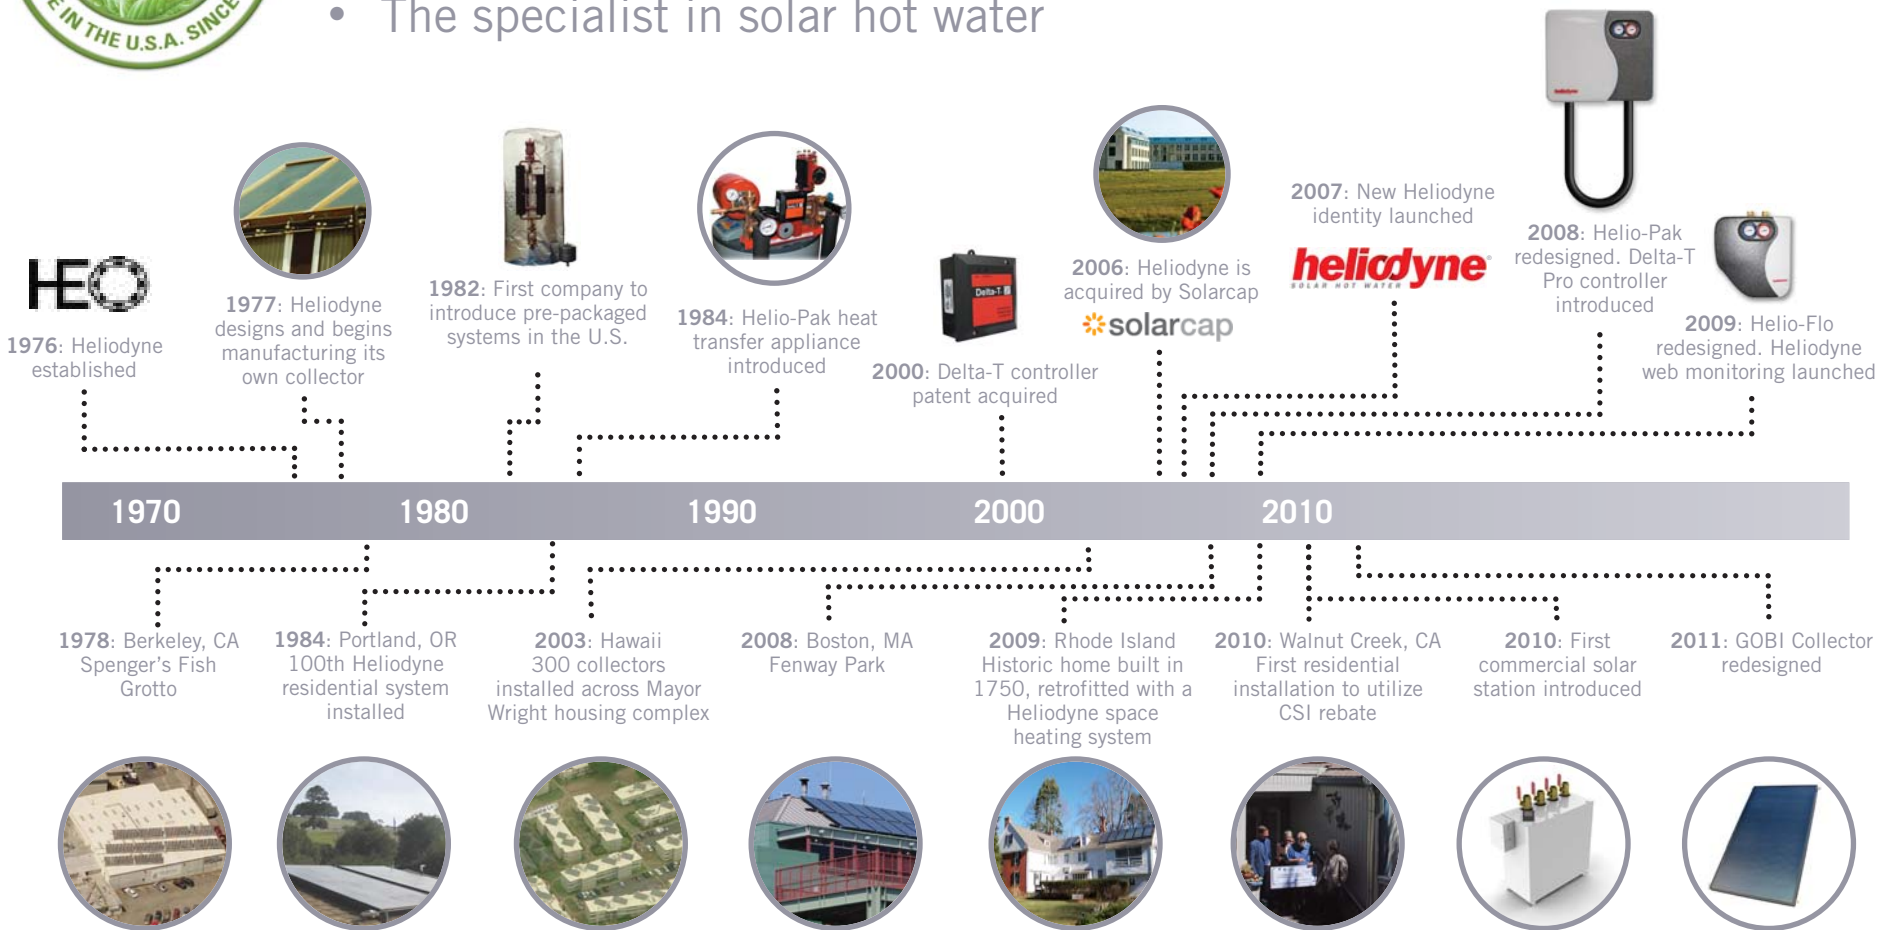 E IN THE U.S.A. SINCE
• The specialist in solar hot water
HEO
1976: Heliodyne
established
1977: Heliodyne
designs and begins
manufacturing its
own collector
1982: First company to
introduce pre-packaged
systems in the U.S.
1984: Helio-Pak heat
transfer appliance
introduced
Delta-T
2000: Delta-T controller
patent acquired
2006: Heliodyne is
acquired by Solarcap
solarcap
2007: New Heliodyne
identity launched
heliodyne
SOLAR HOT WATER
2008: Helio-Pak
redesigned. Delta-T
Pro controller
introduced
2009: Helio-Flo
redesigned. Heliodyne
web monitoring launched
1970 1980 1990 2000 2010
1978: Berkeley, CA
Spenger’s Fish
Grotto
1984: Portland, OR
100th Heliodyne
residential system
installed
2003: Hawaii
300 collectors
installed across Mayor
Wright housing complex
2008: Boston, MA
Fenway Park
2009: Rhode Island
Historic home built in
1750, retrofitted with a
Heliodyne space
heating system
2010: Walnut Creek, CA
First residential
installation to utilize
CSI rebate
2010: First
commercial solar
station introduced
2011: GOBI Collector
redesigned